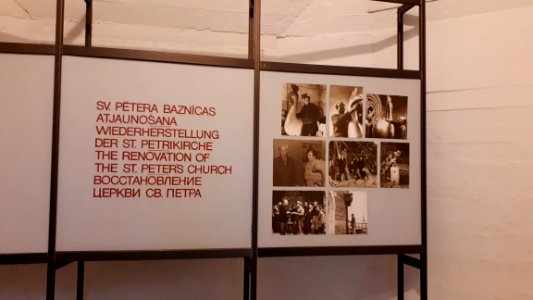 SV. PĒTERA BAZNĪCAS
ATJAUNOŠANA
WIEDERHERSTELLUNG
DER ST. PETRIKIRCHE
THE RENOVATION OF
THE ST. PETER'S CHURCH
ВОССТАНОВЛЕНИЕ
ЦЕРКВИ СВ. ПЕТРА